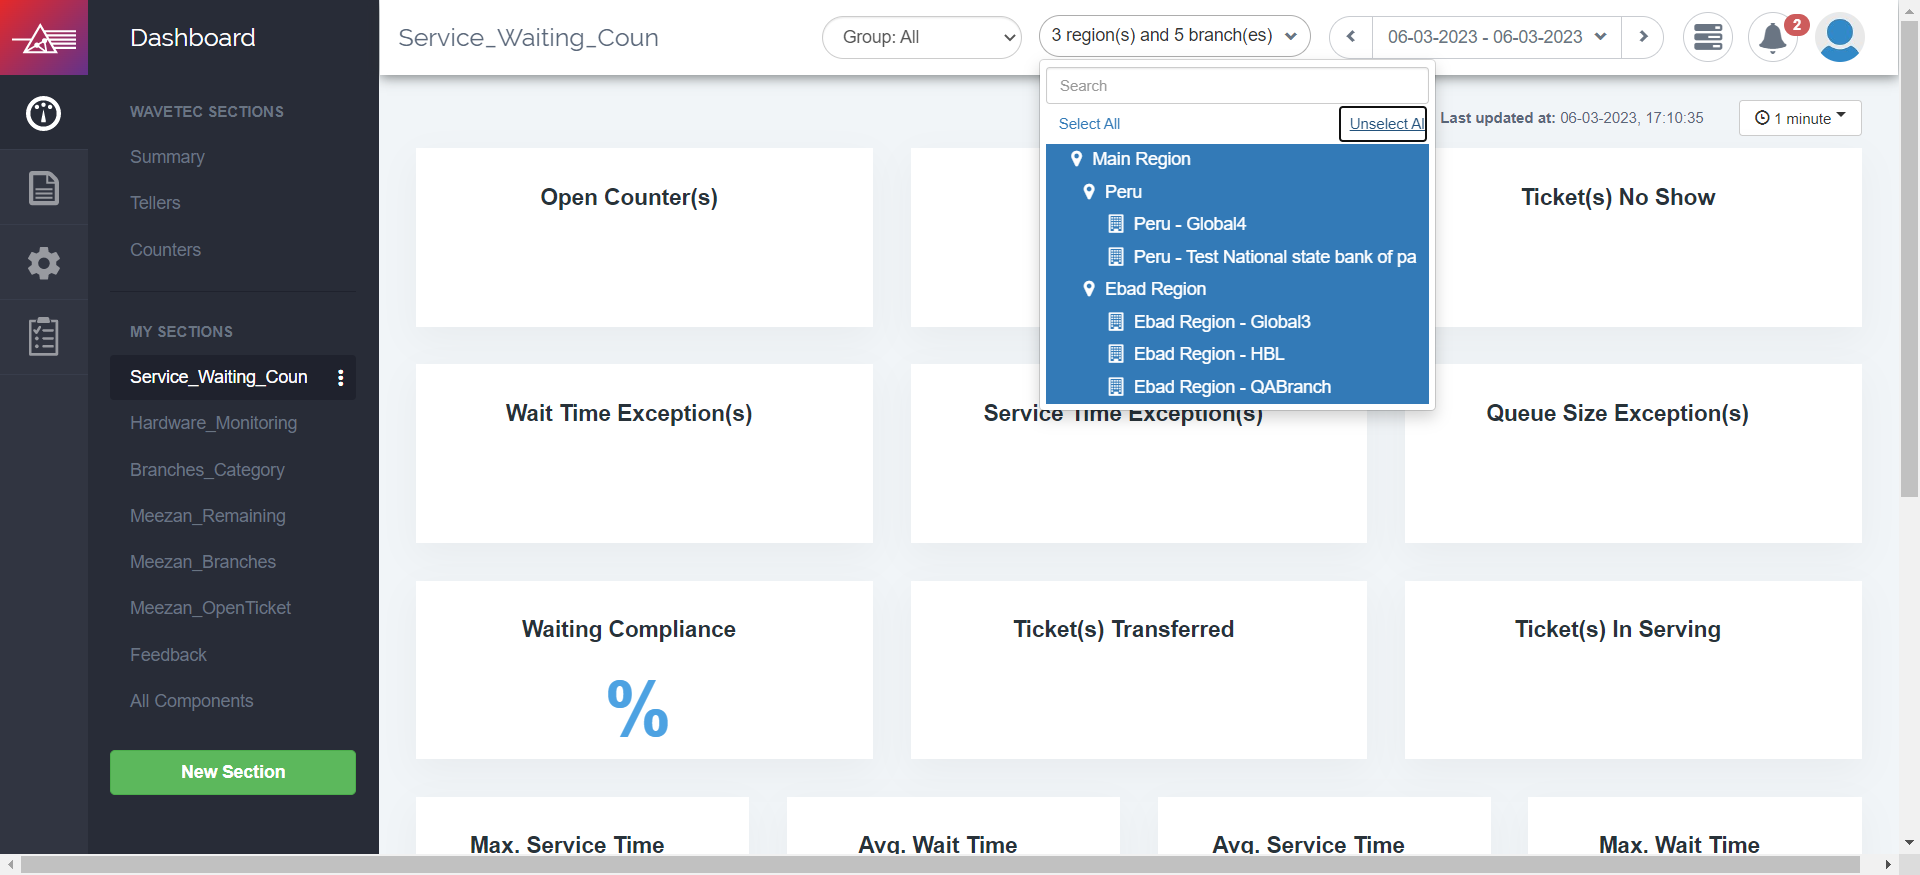 Dashboard
WAVETEC SECTIONS
Summary
Tellers
Counters
MY SECTIONS
Service_Waiting_Coun
Hardware_Monitoring
Branches_Category
Meezan_Remaining
Meezan_Branches
Meezan_OpenTicket
Feedback
All Components
New Section
Service_Waiting_Coun
Group: All
3 region(s) and 5 branch(es)
06-03-2023 - 06-03-2023
2
Search
Select All
Unselect Al
Main Region
Peru
Peru - Global4
Peru - Test National state bank of pa
Ebad Region
Ebad Region - Global3
Ebad Region - HBL
Ebad Region - QABranch
Last updated at: 06-03-2023, 17:10:35
1 minute
Open Counter(s)
Ticket(s) No Show
Wait Time Exception(s)
Service Time Exception(s)
Queue Size Exception(s)
Waiting Compliance
%
Ticket(s) Transferred
Ticket(s) In Serving
Max. Service Time
Avg. Wait Time
Avg. Service Time
Max. Wait Time